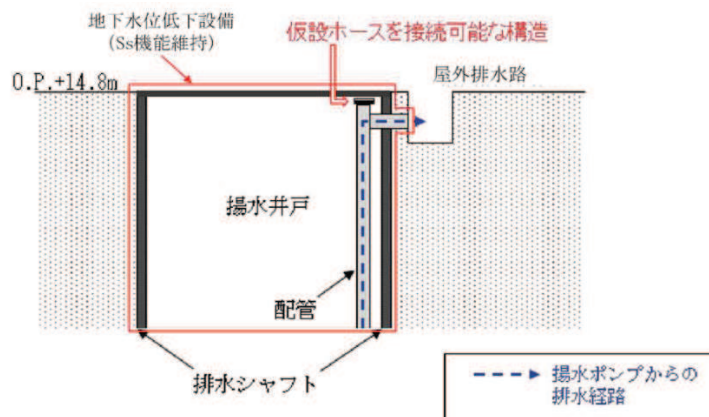 地下水位低下設備
(Ss機能維持)
仮設ホースを接続可能な構造
屋外排水路
O.P.+14.8m
揚水井戸
配管
排水シャフト
揚水ポンプからの
排水経路